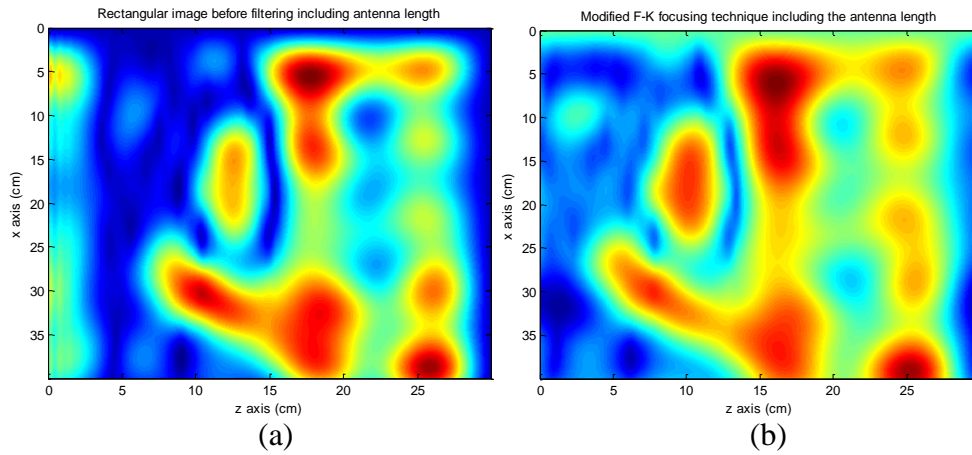 Rectangular image before filtering including antenna length
0
5
10
15
20
25
30
35
x axis (cm)
0 5 10 15 20 25
z axis (cm)
(a)
Modified F-K focusing technique including the antenna length
0
5
10
15
20
25
30
35
x axis (cm)
0 5 10 15 20 25
z axis (cm)
(b)